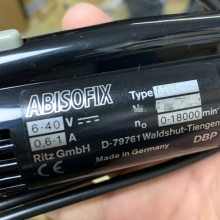 ABISOFIX Type
6-40 V
0,6-1 A n₀ 0-18000 min⁻¹
D-79761 Waldshut-Tiengen
Ritz GmbH Made in Germany DBP
CE